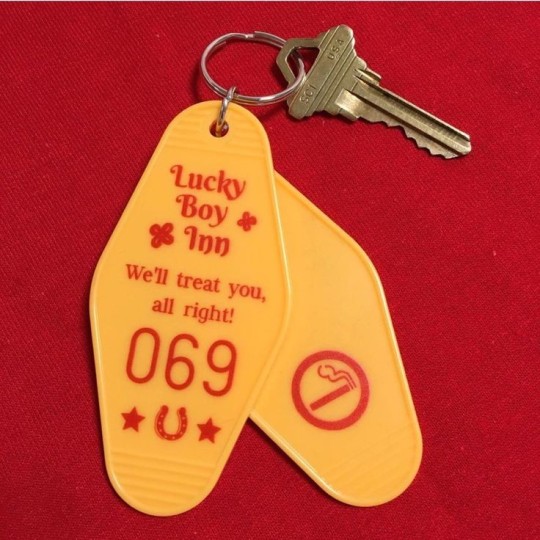 Lucky
Boy
Inn
We'll treat you,
all right!
069